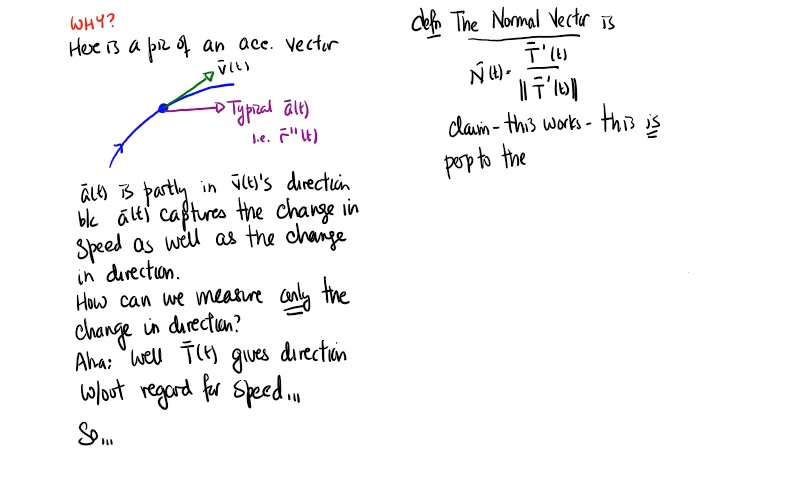 WHY?
Here is a pic of an acc. vector
v̄(t)
Typical ā(t)
i.e. r̄''(t)
ā(t) is partly in v̄(t)'s direction
b/c ā(t) captures the change in
speed as well as the change
in direction.
How can we measure only the
change in direction?
Aha: Well T̄(t) gives direction
w/out regard for speed...
So...
defn The Normal Vector is
N̄(t) = T̄'(t) / ||T̄'(t)||
claim - this works - this is
perp to the